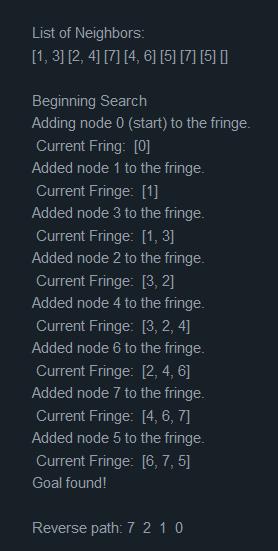 List of Neighbors:
[1, 3] [2, 4] [7] [4, 6] [5] [7] [5] []
Beginning Search
Adding node 0 (start) to the fringe.
Current Fring: [0]
Added node 1 to the fringe.
Current Fringe: [1]
Added node 3 to the fringe.
Current Fringe: [1, 3]
Added node 2 to the fringe.
Current Fringe: [3, 2]
Added node 4 to the fringe.
Current Fringe: [3, 2, 4]
Added node 6 to the fringe.
Current Fringe: [2, 4, 6]
Added node 7 to the fringe.
Current Fringe: [4, 6, 7]
Added node 5 to the fringe.
Current Fringe: [6, 7, 5]
Goal found!
Reverse path: 7 2 1 0